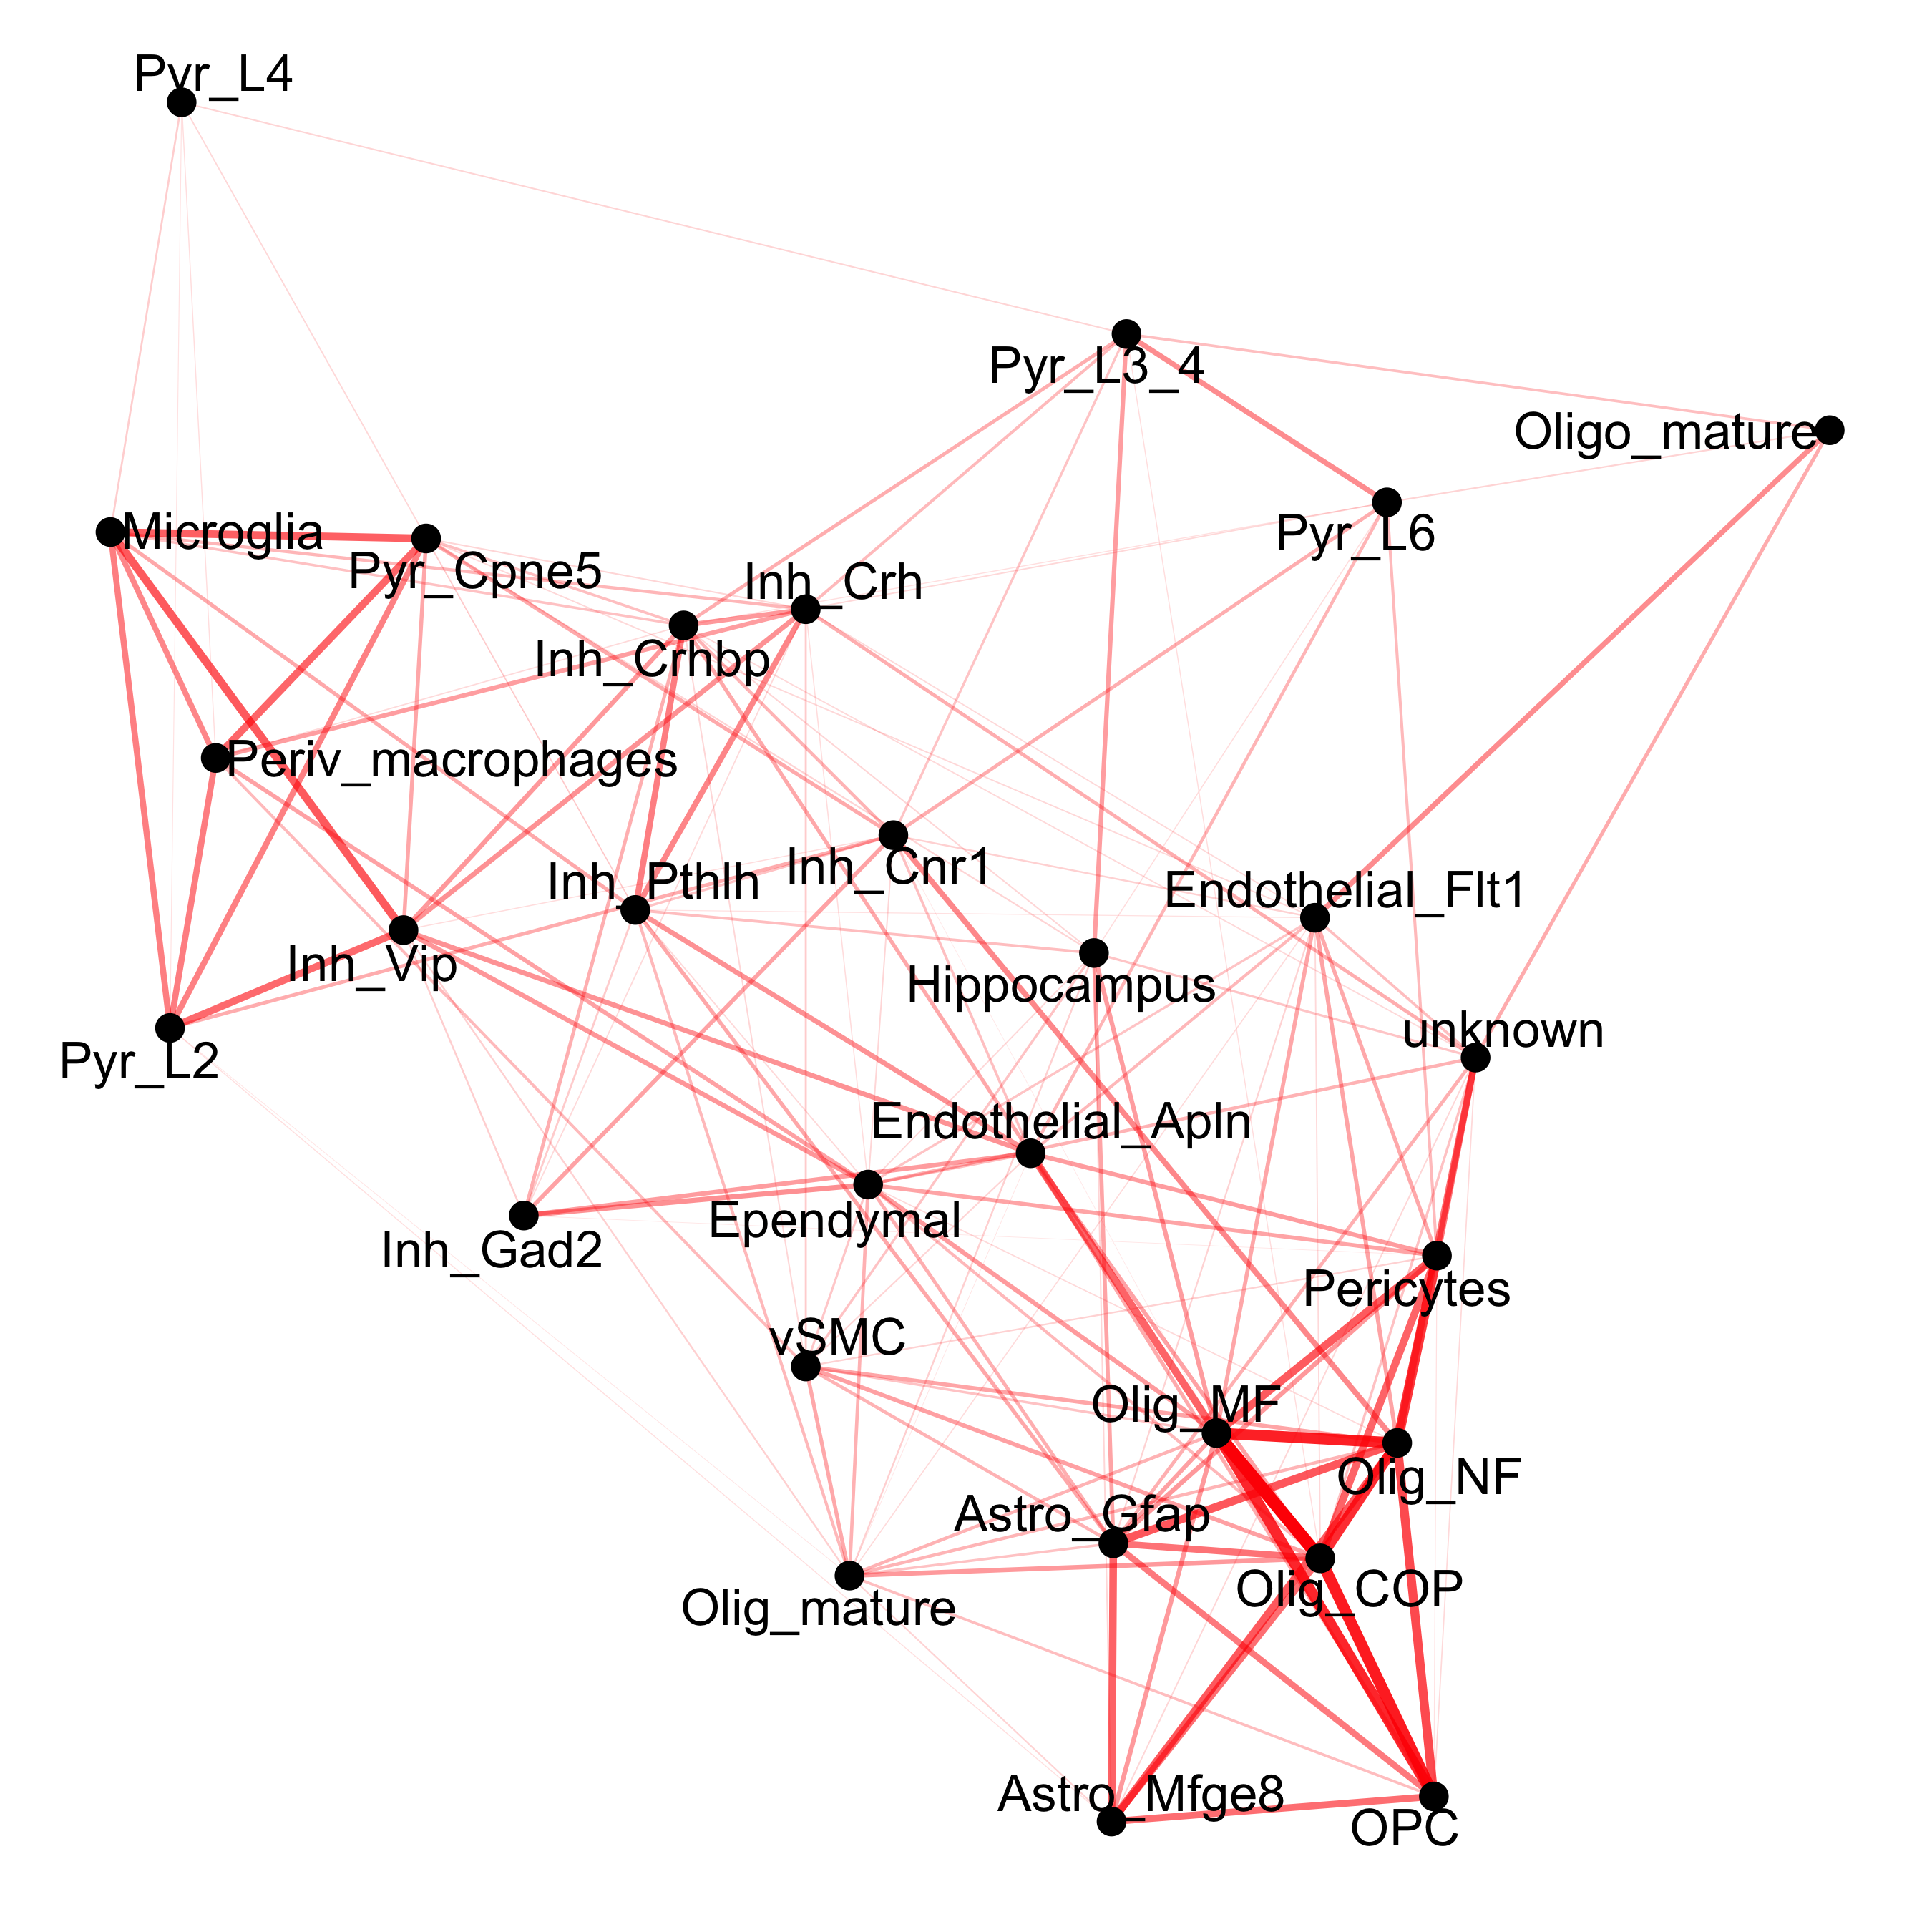 Pyr_L4
Pyr_L3_4
Oligo_mature
Microglia
Pyr_L6
Pyr_Cpne5
Inh_Crh
Inh_Crhbp
Periv_macrophages
Inh_Cnr1
Inh_Pthlh
Endothelial_Flt1
Inh_Vip
Hippocampus
unknown
Pyr_L2
Endothelial_Apln
Ependymal
Inh_Gad2
Pericytes
vSMC
Olig_MF
Olig_NF
Astro_Gfap
Olig_COP
Olig_mature
Astro_Mfge8
OPC